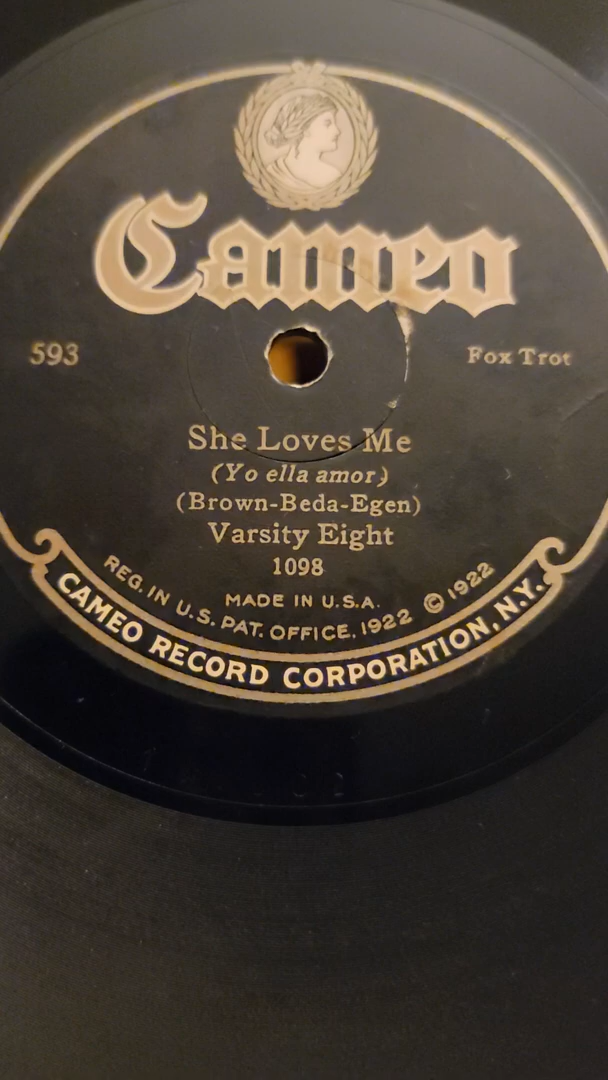 Cameo
593
Fox Trot
She Loves Me
(Yo ella amor)
(Brown-Beda-Egen)
Varsity Eight
1098
MADE IN U.S.A.
REG. IN U.S. PAT. OFFICE. 1922 © 1922
CAMEO RECORD CORPORATION, N.Y.